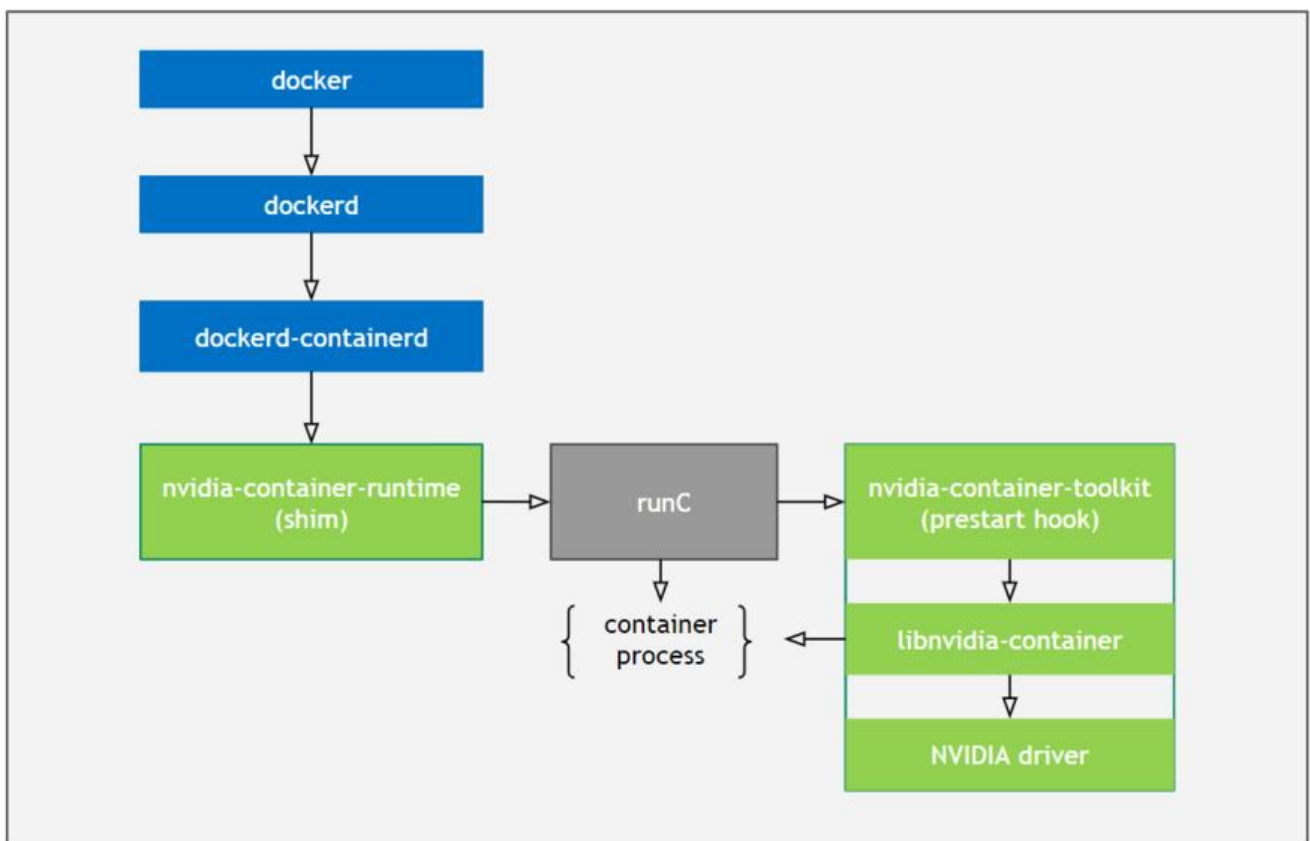 docker
dockerd
dockerd-containerd
nvidia-container-runtime
(shim)
runC
nvidia-container-toolkit
(prestart hook)
container
process
libnvidia-container
NVIDIA driver